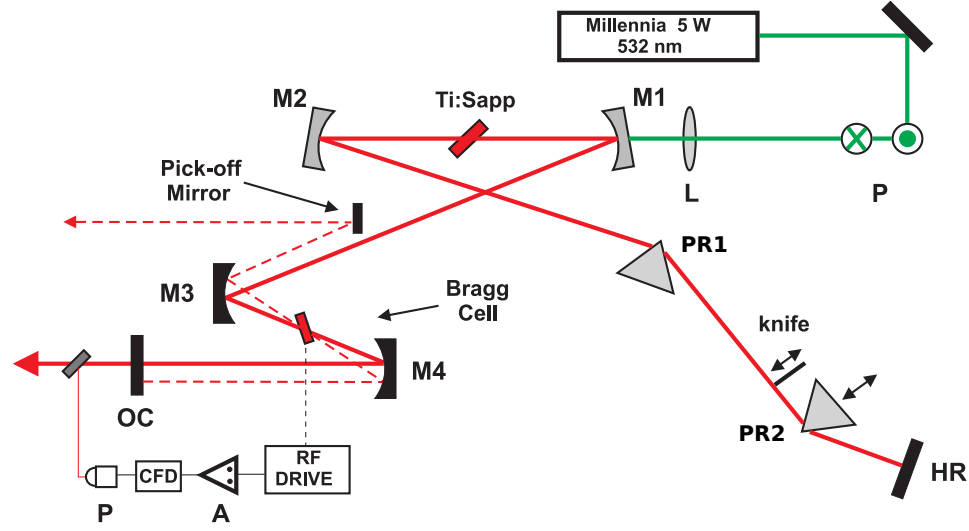 Millennia 5 W
532 nm
M2
Ti:Sapp
M1
Pick-off
Mirror
L
P
PR1
M3
Bragg
Cell
knife
M4
OC
PR2
RF
DRIVE
CFD
HR
P
A